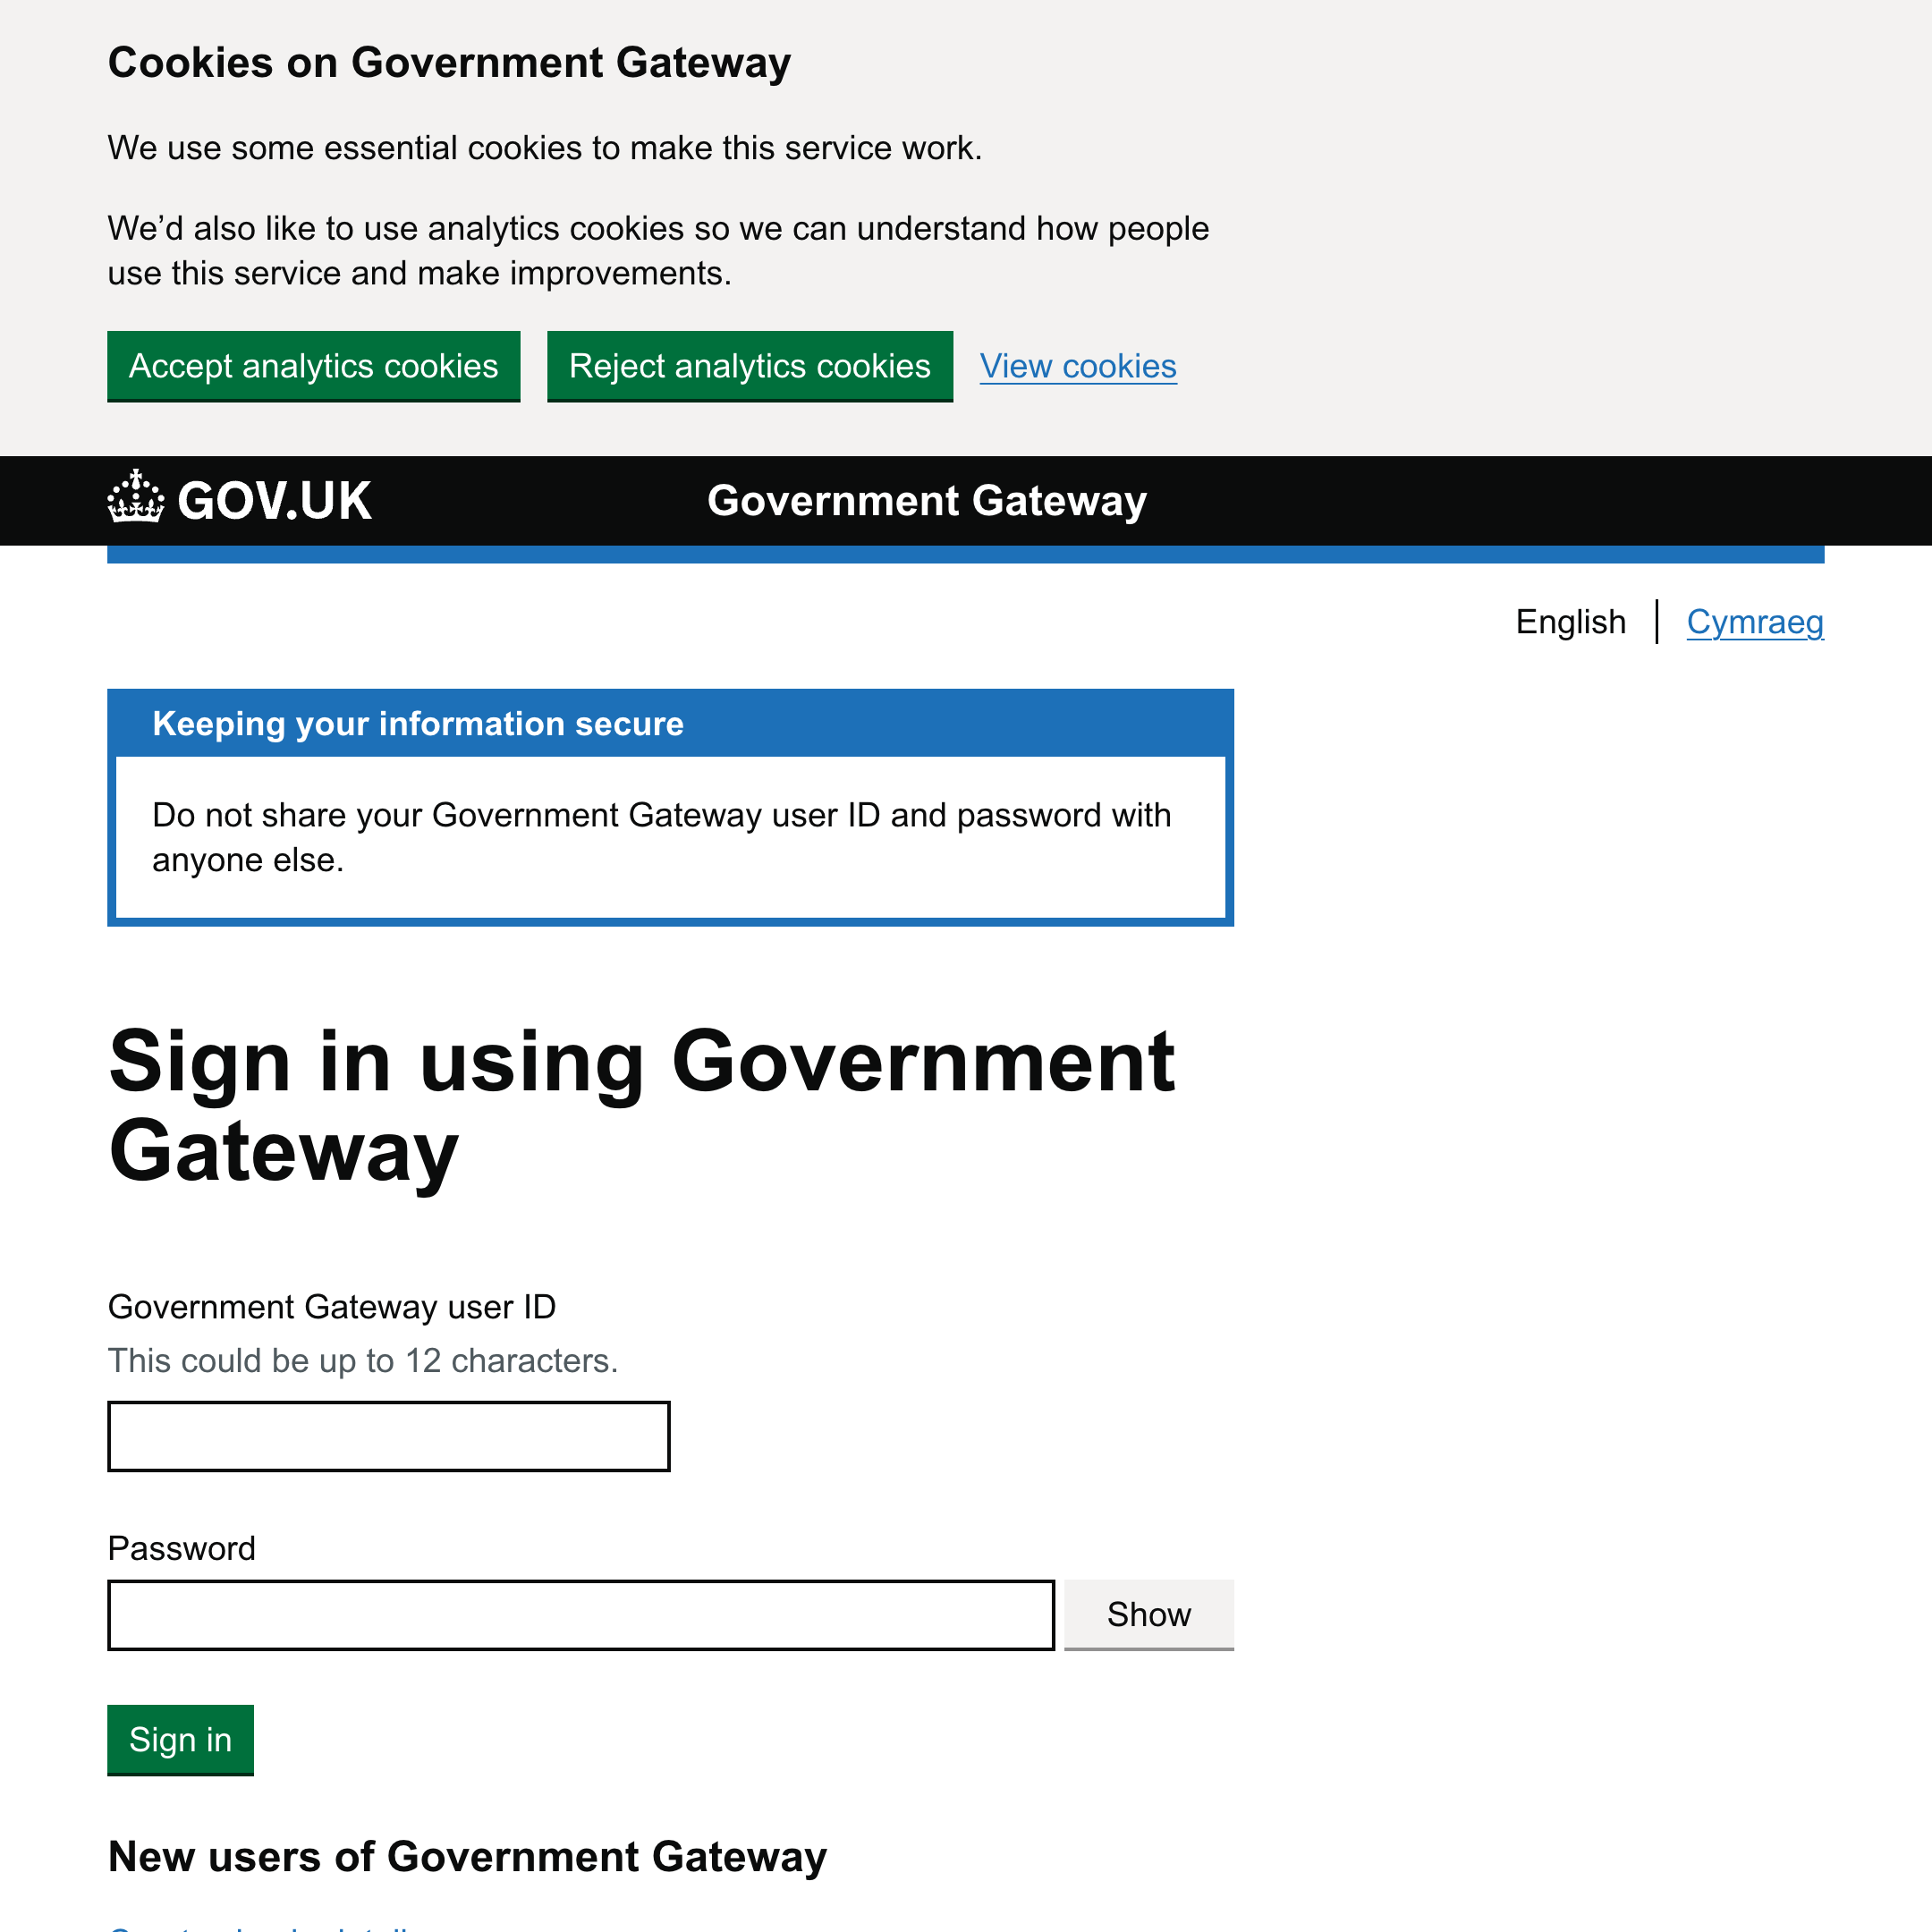 Cookies on Government Gateway
We use some essential cookies to make this service work.
We’d also like to use analytics cookies so we can understand how people
use this service and make improvements.
Accept analytics cookies
Reject analytics cookies
View cookies
GOV.UK
Government Gateway
English
Cymraeg
Keeping your information secure
Do not share your Government Gateway user ID and password with
anyone else.
Sign in using Government
Gateway
Government Gateway user ID
This could be up to 12 characters.
Password
Show
Sign in
New users of Government Gateway